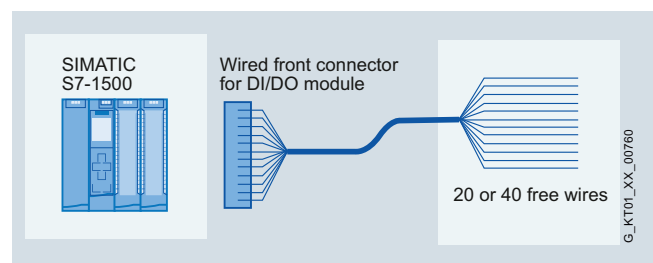 SIMATIC
S7-1500
Wired front connector
for DI/DO module
20 or 40 free wires
G_KT01_XX_00760